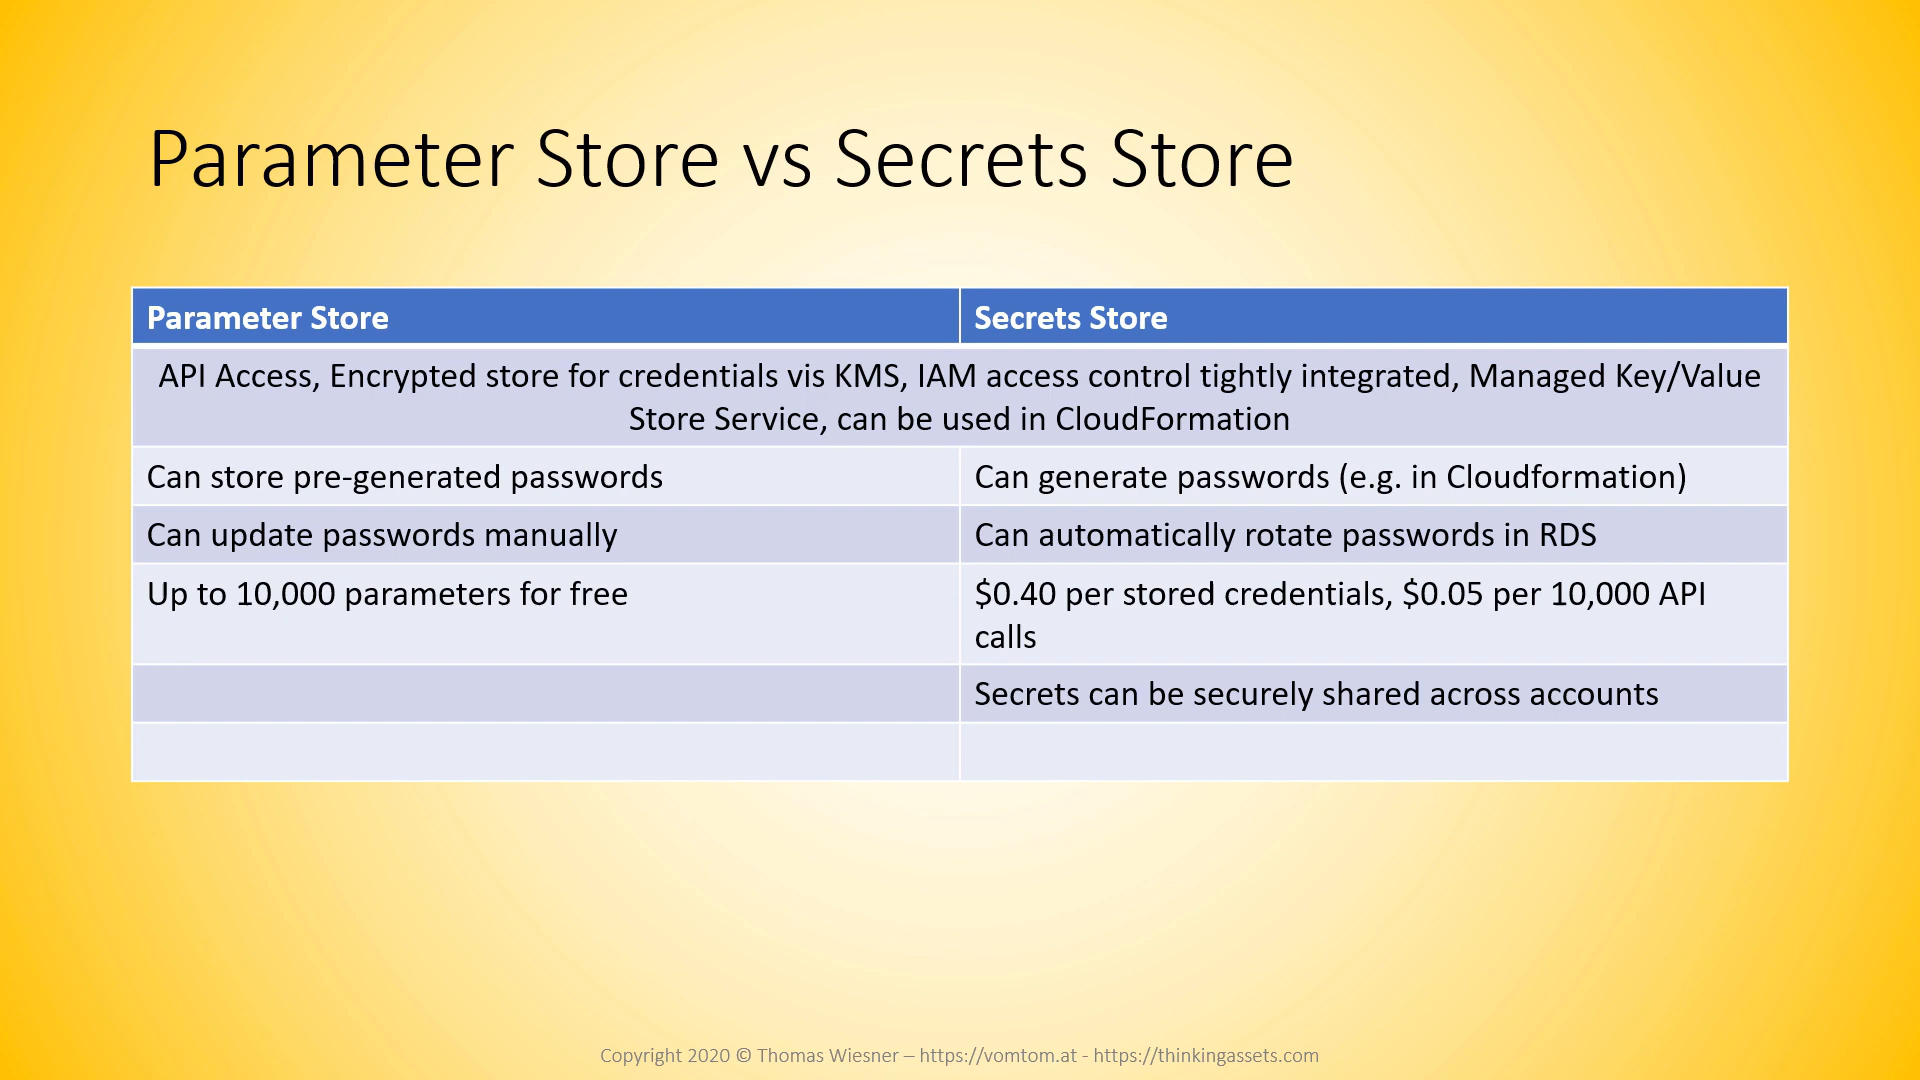 Parameter Store vs Secrets Store
Parameter Store
Secrets Store
API Access, Encrypted store for credentials vis KMS, IAM access control tightly integrated, Managed Key/Value
Store Service, can be used in CloudFormation
Can store pre-generated passwords
Can generate passwords (e.g. in Cloudformation)
Can update passwords manually
Can automatically rotate passwords in RDS
Up to 10,000 parameters for free
$0.40 per stored credentials, $0.05 per 10,000 API
calls
Secrets can be securely shared across accounts
Copyright 2020 © Thomas Wiesner – https://vomtom.at - https://thinkingassets.com